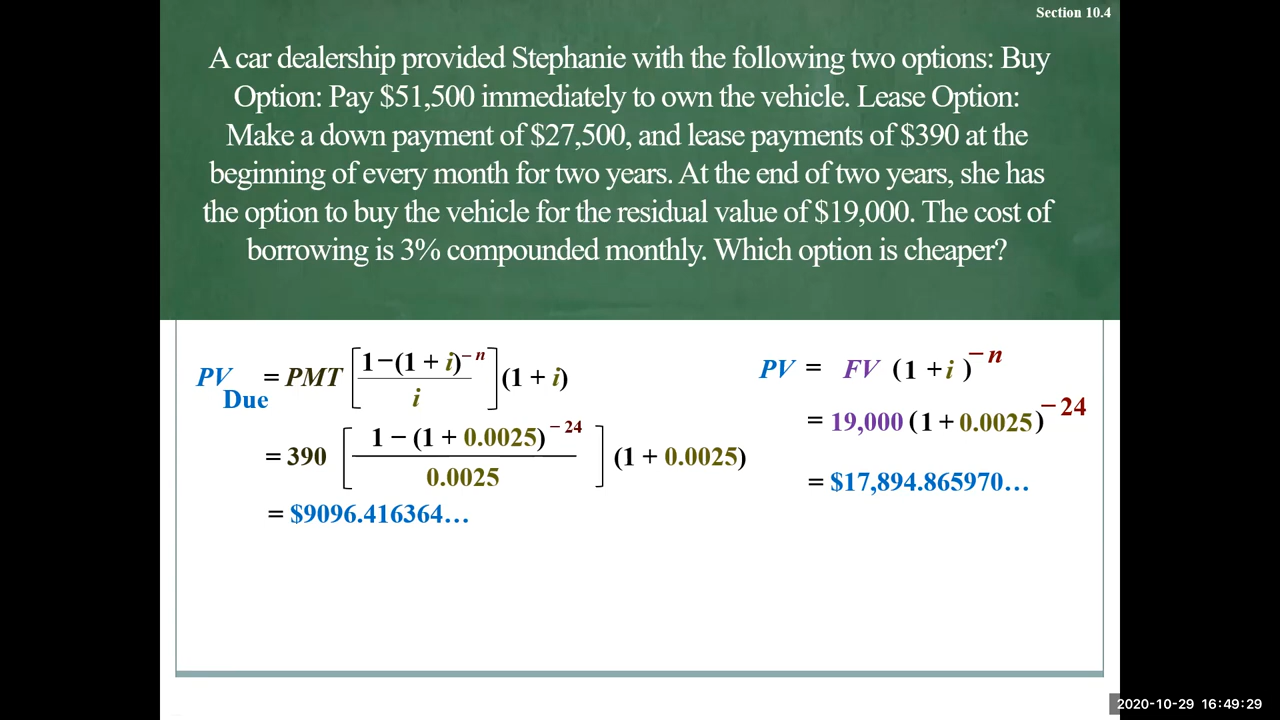 Section 10.4
A car dealership provided Stephanie with the following two options: Buy
Option: Pay $51,500 immediately to own the vehicle. Lease Option:
Make a down payment of $27,500, and lease payments of $390 at the
beginning of every month for two years. At the end of two years, she has
the option to buy the vehicle for the residual value of $19,000. The cost of
borrowing is 3% compounded monthly. Which option is cheaper?
PV Due = PMT [ 1−(1 + i)^−n / i ] (1 + i)
= 390 [ 1 − (1 + 0.0025)^−24 / 0.0025 ] (1 + 0.0025)
= $9096.416364…
PV = FV (1 + i)^−n
= 19,000 (1 + 0.0025)^−24
= $17,894.865970…
2020-10-29 16:49:29